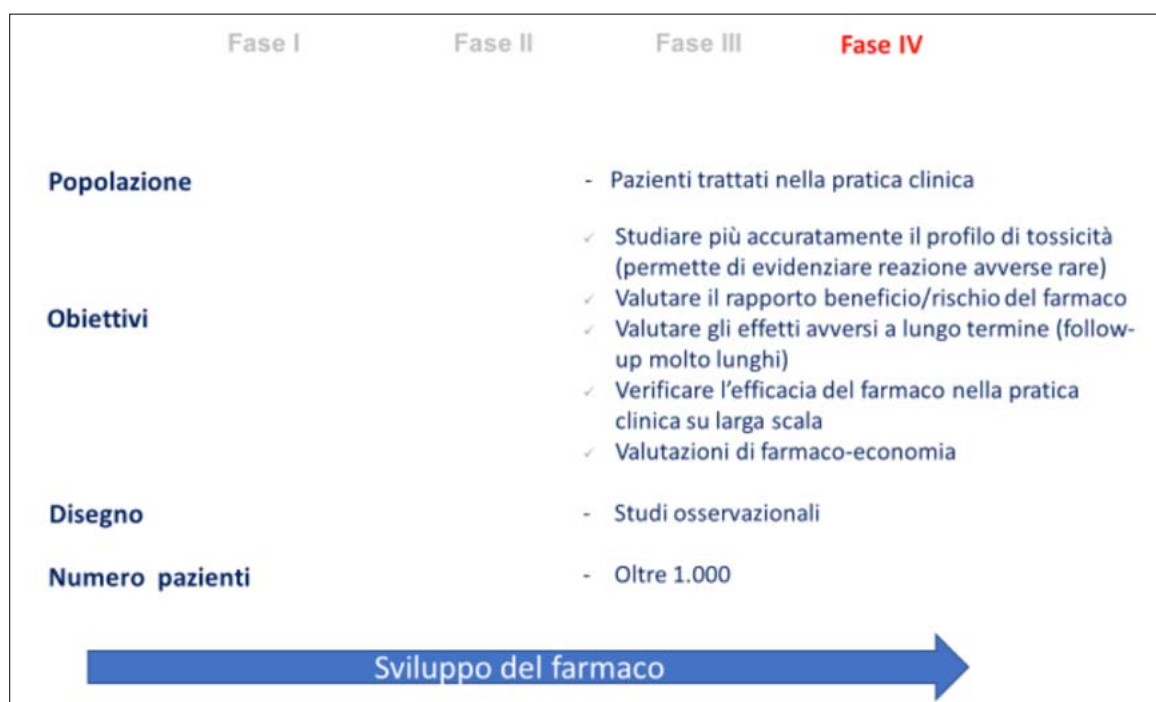 Fase I Fase II Fase III Fase IV
Popolazione - Pazienti trattati nella pratica clinica
✓ Studiare più accuratamente il profilo di tossicità
(permette di evidenziare reazione avverse rare)
✓ Valutare il rapporto beneficio/rischio del farmaco
Obiettivi
✓ Valutare gli effetti avversi a lungo termine (follow-
up molto lunghi)
✓ Verificare l'efficacia del farmaco nella pratica
clinica su larga scala
✓ Valutazioni di farmaco-economia
Disegno - Studi osservazionali
Numero pazienti - Oltre 1.000
Sviluppo del farmaco